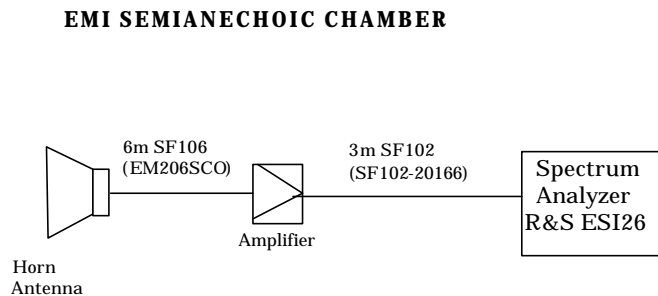 EMI SEMIANECHOIC CHAMBER
6m SF106
(EM206SCO)
3m SF102
(SF102-20166)
Spectrum
Analyzer
R&S ESI26
Amplifier
Horn
Antenna